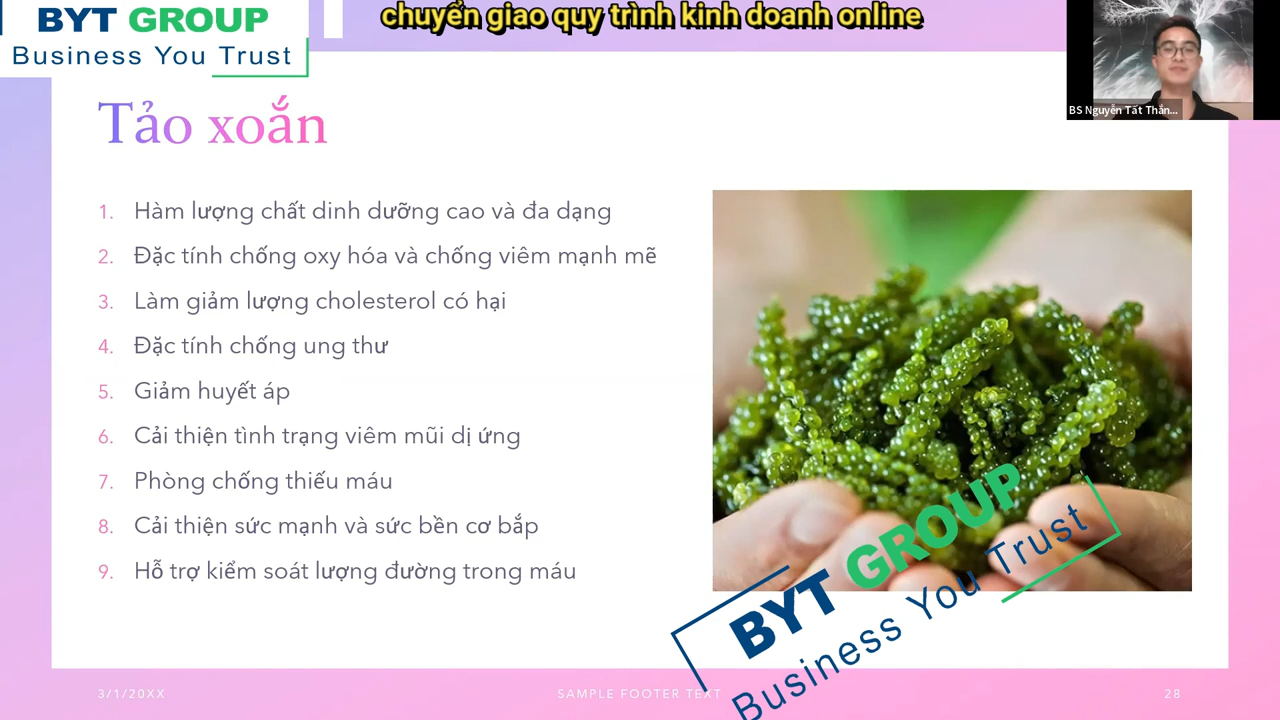 BYT GROUP
Business You Trust
chuyển giao quy trình kinh doanh online
BS Nguyễn Tất Thắn...
Tảo xoắn
1. Hàm lượng chất dinh dưỡng cao và đa dạng
2. Đặc tính chống oxy hóa và chống viêm mạnh mẽ
3. Làm giảm lượng cholesterol có hại
4. Đặc tính chống ung thư
5. Giảm huyết áp
6. Cải thiện tình trạng viêm mũi dị ứng
7. Phòng chống thiếu máu
8. Cải thiện sức mạnh và sức bền cơ bắp
9. Hỗ trợ kiểm soát lượng đường trong máu
BYT GROUP
Business You Trust
3/1/20XX
SAMPLE FOOTER TEXT
28